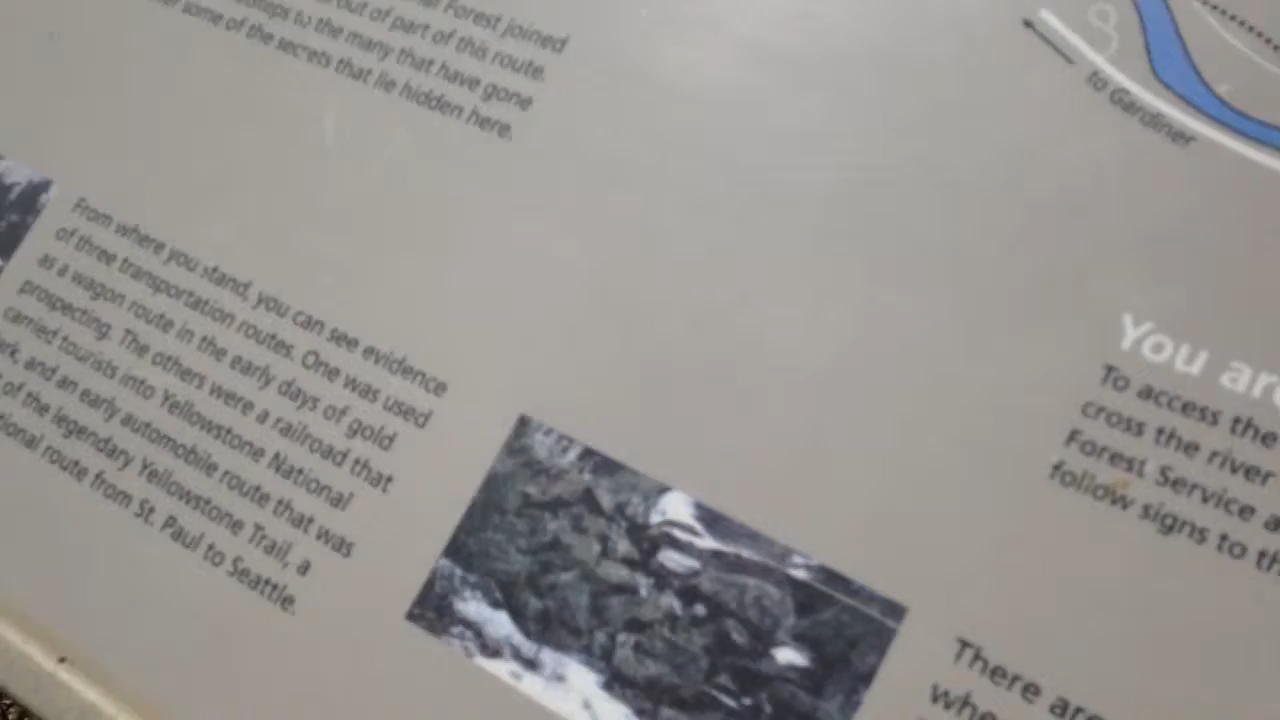 Forest joined
out of part of this route.
to the many that have gone
some of the secrets that lie hidden here.
to Gardiner
From where you stand, you can see evidence
of three transportation routes. One was used
as a wagon route in the early days of gold
prospecting. The others were a railroad that
carried tourists into Yellowstone National
and an early automobile route that was
of the legendary Yellowstone Trail, a
route from St. Paul to Seattle.
You are
To access the
cross the river
Forest Service
follow signs to
There are